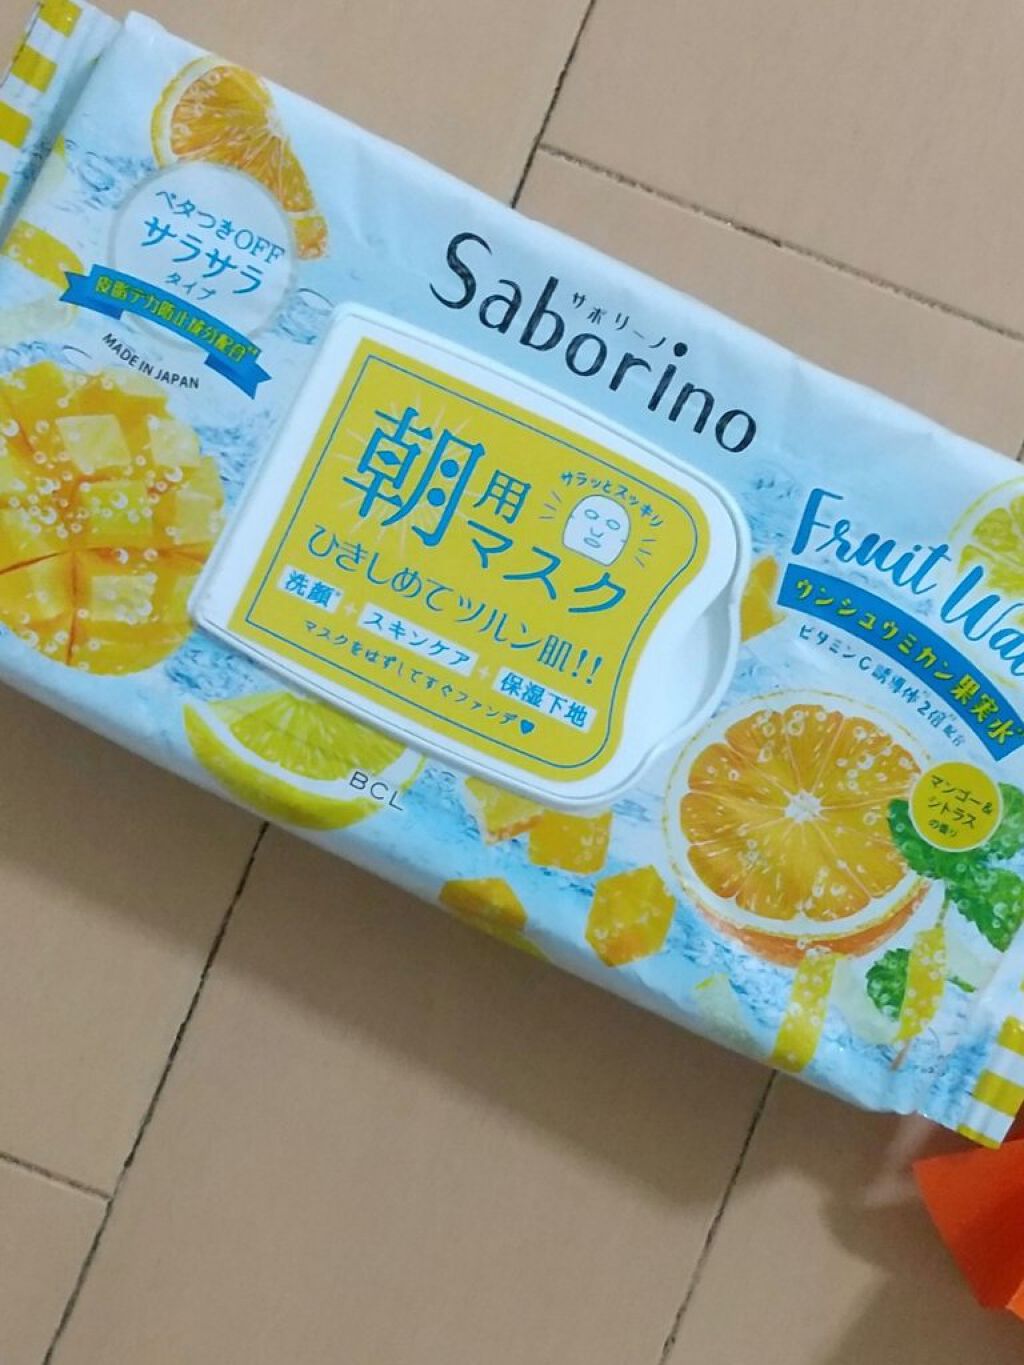 ベタつきOFF
サラサラ
タイプ
皮脂テカ防止成分配合
MADE IN JAPAN
サボリーノ
Saborino
朝用マスク
サラッとスッキリ
ひきしめてツルン肌!!
洗顔*+スキンケア+保湿下地
マスクをはずしてすぐファンデ♥
BCL
Fruit
ウンシュウミカン果実水
ビタミンC誘導体 2倍 配合
マンゴー&
シトラス
の香り